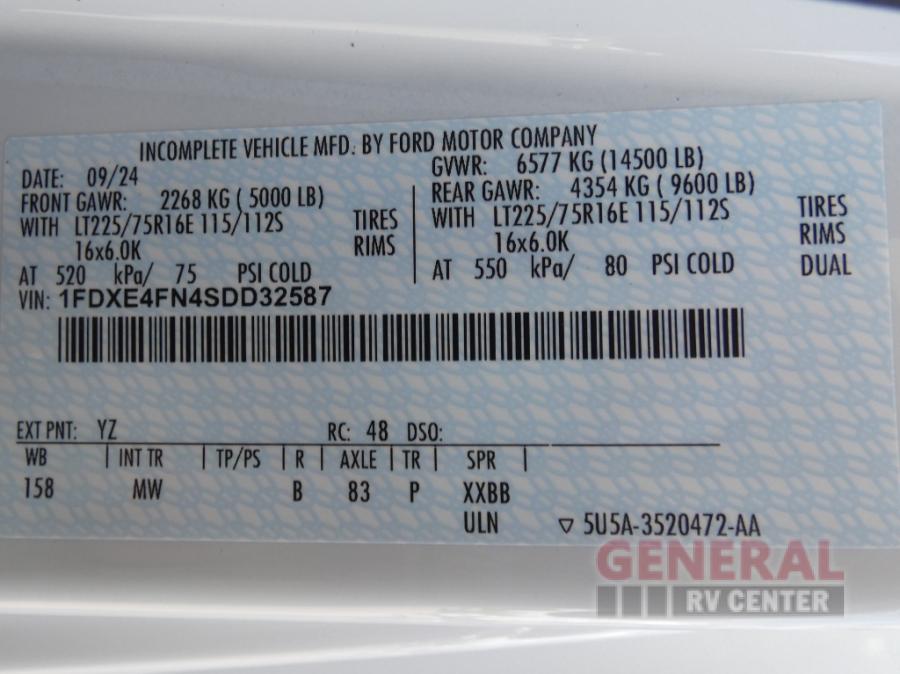 INCOMPLETE VEHICLE MFD. BY FORD MOTOR COMPANY
DATE: 09/24 GVWR: 6577 KG (14500 LB)
FRONT GAWR: 2268 KG ( 5000 LB) REAR GAWR: 4354 KG ( 9600 LB)
WITH LT225/75R16E 115/112S TIRES WITH LT225/75R16E 115/112S TIRES
16x6.0K RIMS 16x6.0K RIMS
AT 520 kPa/ 75 PSI COLD AT 550 kPa/ 80 PSI COLD DUAL
VIN: 1FDXE4FN4SDD32587
EXT PNT: YZ RC: 48 DSO:
WB INT TR TP/PS R AXLE TR SPR
158 MW B 83 P XXBB
ULN 5U5A-3520472-AA
GENERAL
RV CENTER